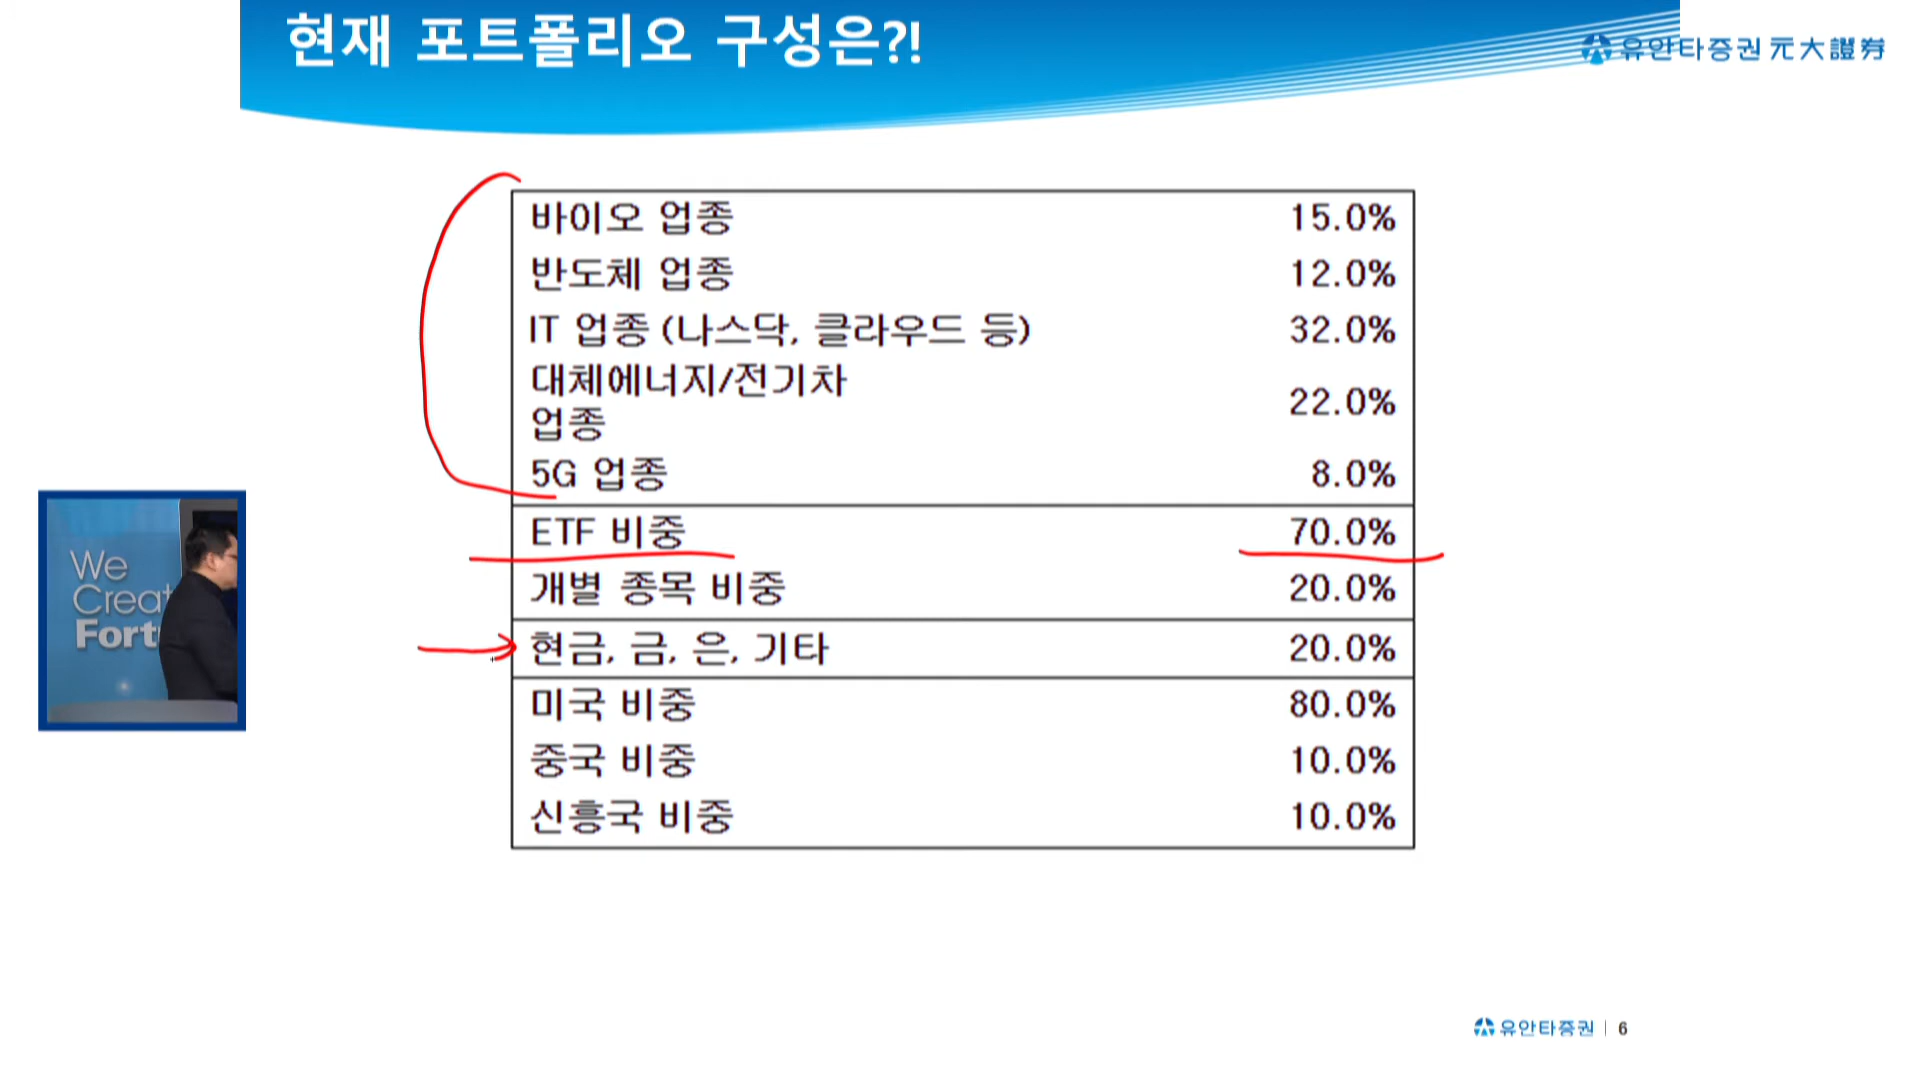 현재 포트폴리오 구성은?!
유안타증권 元大證券
바이오 업종 15.0%
반도체 업종 12.0%
IT 업종 (나스닥, 클라우드 등) 32.0%
대체에너지/전기차
업종 22.0%
5G 업종 8.0%
ETF 비중 70.0%
개별 종목 비중 20.0%
현금, 금, 은, 기타 20.0%
미국 비중 80.0%
중국 비중 10.0%
신흥국 비중 10.0%
We
Creat
Fort
유안타증권 | 6